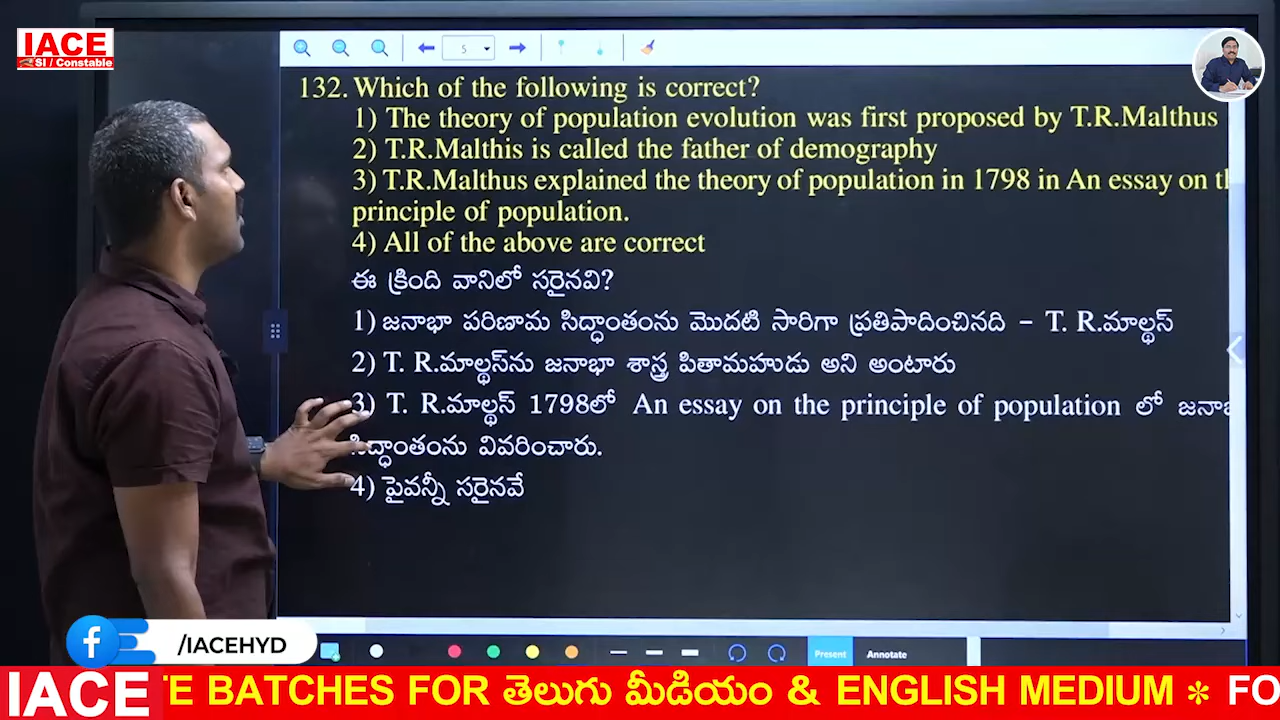 IACE
SI / Constable
5
132. Which of the following is correct?
1) The theory of population evolution was first proposed by T.R.Malthus
2) T.R.Malthis is called the father of demography
3) T.R.Malthus explained the theory of population in 1798 in An essay on
principle of population.
4) All of the above are correct
ఈ క్రింది వానిలో సరైనవి?
1) జనాభా పరిణామ సిద్ధాంతంను మొదటి సారిగా ప్రతిపాదించినది – T. R.మాల్థస్
2) T. R.మాల్థస్‌ను జనాభా శాస్త్ర పితామహుడు అని అంటారు
3) T. R.మాల్థస్ 1798లో An essay on the principle of population లో
సిద్ధాంతంను వివరించారు.
4) పైవన్నీ సరైనవే
Present Annotate
/IACEHYD
IACE BATCHES FOR తెలుగు మీడియం & ENGLISH MEDIUM * FO